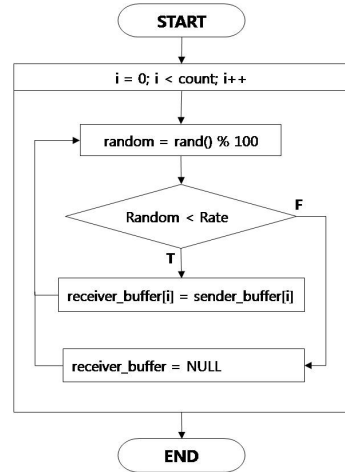 START
i = 0; i < count; i++
random = rand() % 100
Random < Rate
F
T
receiver_buffer[i] = sender_buffer[i]
receiver_buffer = NULL
END